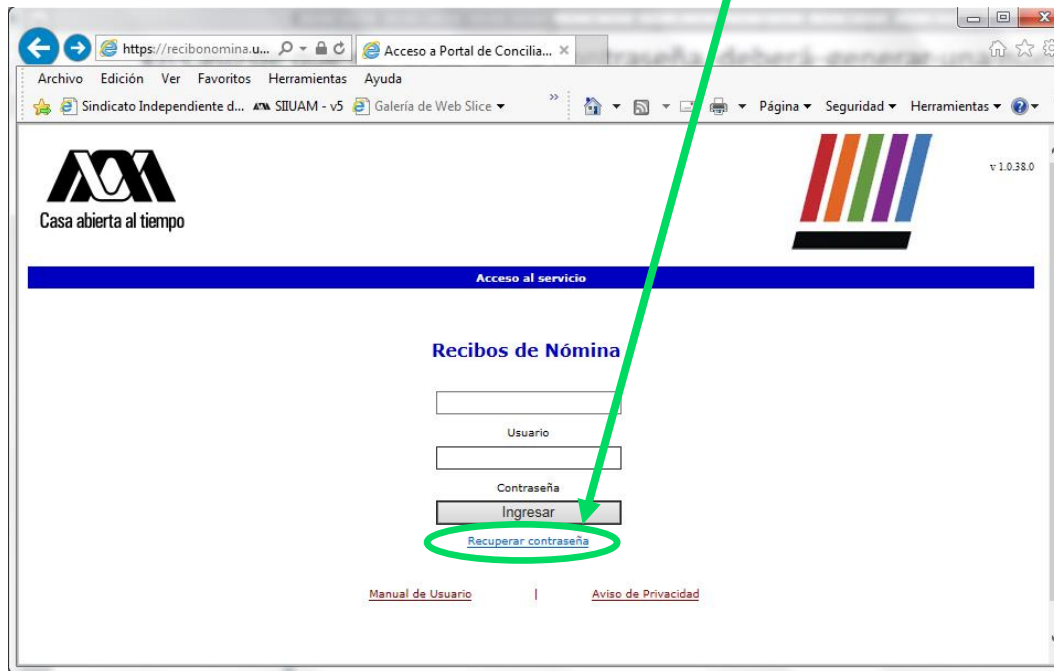 https://recibonomina.u...
Acceso a Portal de Concilia...
Archivo Edición Ver Favoritos Herramientas Ayuda
Sindicato Independiente d... SIIUAM - v5 Galería de Web Slice » Página Seguridad Herramientas
Casa abierta al tiempo
v 1.0.38.0
Acceso al servicio
Recibos de Nómina
Usuario
Contraseña
Ingresar
Recuperar contraseña
Manual de Usuario | Aviso de Privacidad